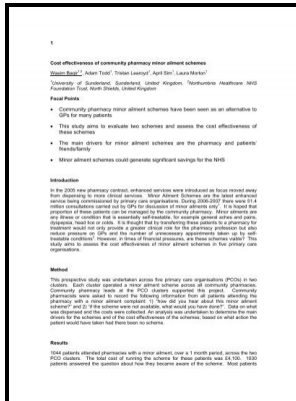 1
Cost effectiveness of community pharmacy minor ailment schemes
Wasim Baqir¹,², Adam Todd¹, Tristan Learoyd¹, April Sim¹, Laura Morton¹
¹University of Sunderland, Sunderland, United Kingdom, ²Northumbria Healthcare NHS
Foundation Trust, North Shields, United Kingdom
Focal Points
• Community pharmacy minor ailment schemes have been seen as an alternative to
GPs for many patients
• This study aims to evaluate two schemes and assess the cost effectiveness of
these schemes
• The main drivers for minor ailment schemes are the pharmacy and patients'
friends/family
• Minor ailment schemes could generate significant savings for the NHS
Introduction
In the 2005 new pharmacy contract, enhanced services were introduced as focus moved away
from dispensing to more clinical services. Minor Ailment Schemes are the latest enhanced
service being commissioned by primary care organisations. During 2006-2007 there were 51.4
million consultations carried out by GPs for discussion of minor ailments only¹. It is hoped that
proportion of these patients can be managed by the community pharmacy. Minor ailments are
any illness or condition that is essentially self-treatable, for example general aches and pains,
dyspepsia, head lice or colds. It is thought that by transferring these patients to a pharmacy for
treatment would not only provide a greater clinical role for the pharmacy profession but also
reduce pressure on GPs and the number of unnecessary appointments taken up by self-
treatable conditions². However, in times of financial pressures, are these schemes viable? This
study aims to assess the cost effectiveness of minor ailment schemes in five primary care
organisations.
Method
This prospective study was undertaken across five primary care organisations (PCOs) in two
clusters. Each cluster operated a minor ailment scheme across all community pharmacies.
Community pharmacy leads at the PCO clusters supported this project. Community
pharmacists were asked to record the following information from all patients attending the
pharmacy with a minor ailment complaint: 1) "how did you hear about this minor ailment
scheme?" and 2) "if the scheme were not available, what would you have done?". Data on what
was dispensed and the costs were collected. An analysis was undertaken to determine the main
drivers for the schemes and of the cost effectiveness of the schemes, based on what action the
patient would have taken had there been no scheme.
Results
1044 patients attended pharmacies with a minor ailment, over a 1 month period, across the two
PCO clusters. The total cost of running the scheme for these patients was £4,100. 1030
patients answered the question about how they became aware of the scheme. Most patients